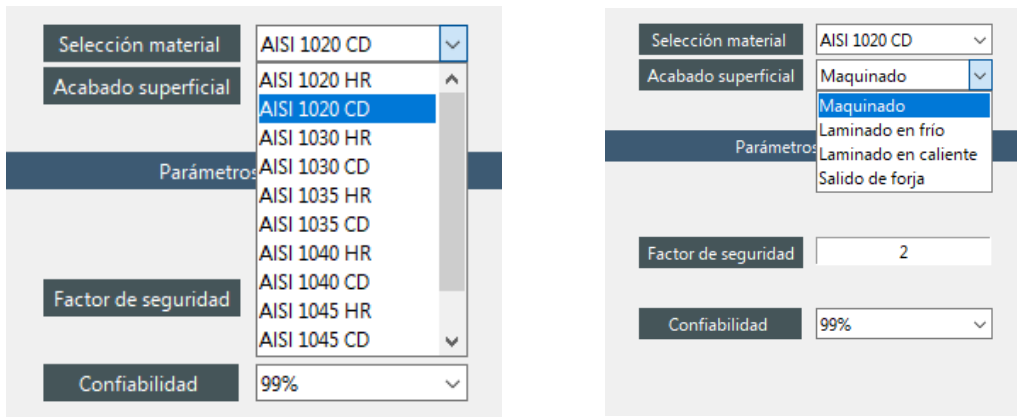 Selección material AISI 1020 CD
Acabado superficial AISI 1020 HR
AISI 1020 CD
AISI 1030 HR
Parámetros AISI 1030 CD
AISI 1035 HR
AISI 1035 CD
AISI 1040 HR
AISI 1040 CD
Factor de seguridad AISI 1045 HR
AISI 1045 CD
Confiabilidad 99%
Selección material AISI 1020 CD
Acabado superficial Maquinado
Maquinado
Laminado en frío
Parámetros Laminado en caliente
Salido de forja
Factor de seguridad 2
Confiabilidad 99%